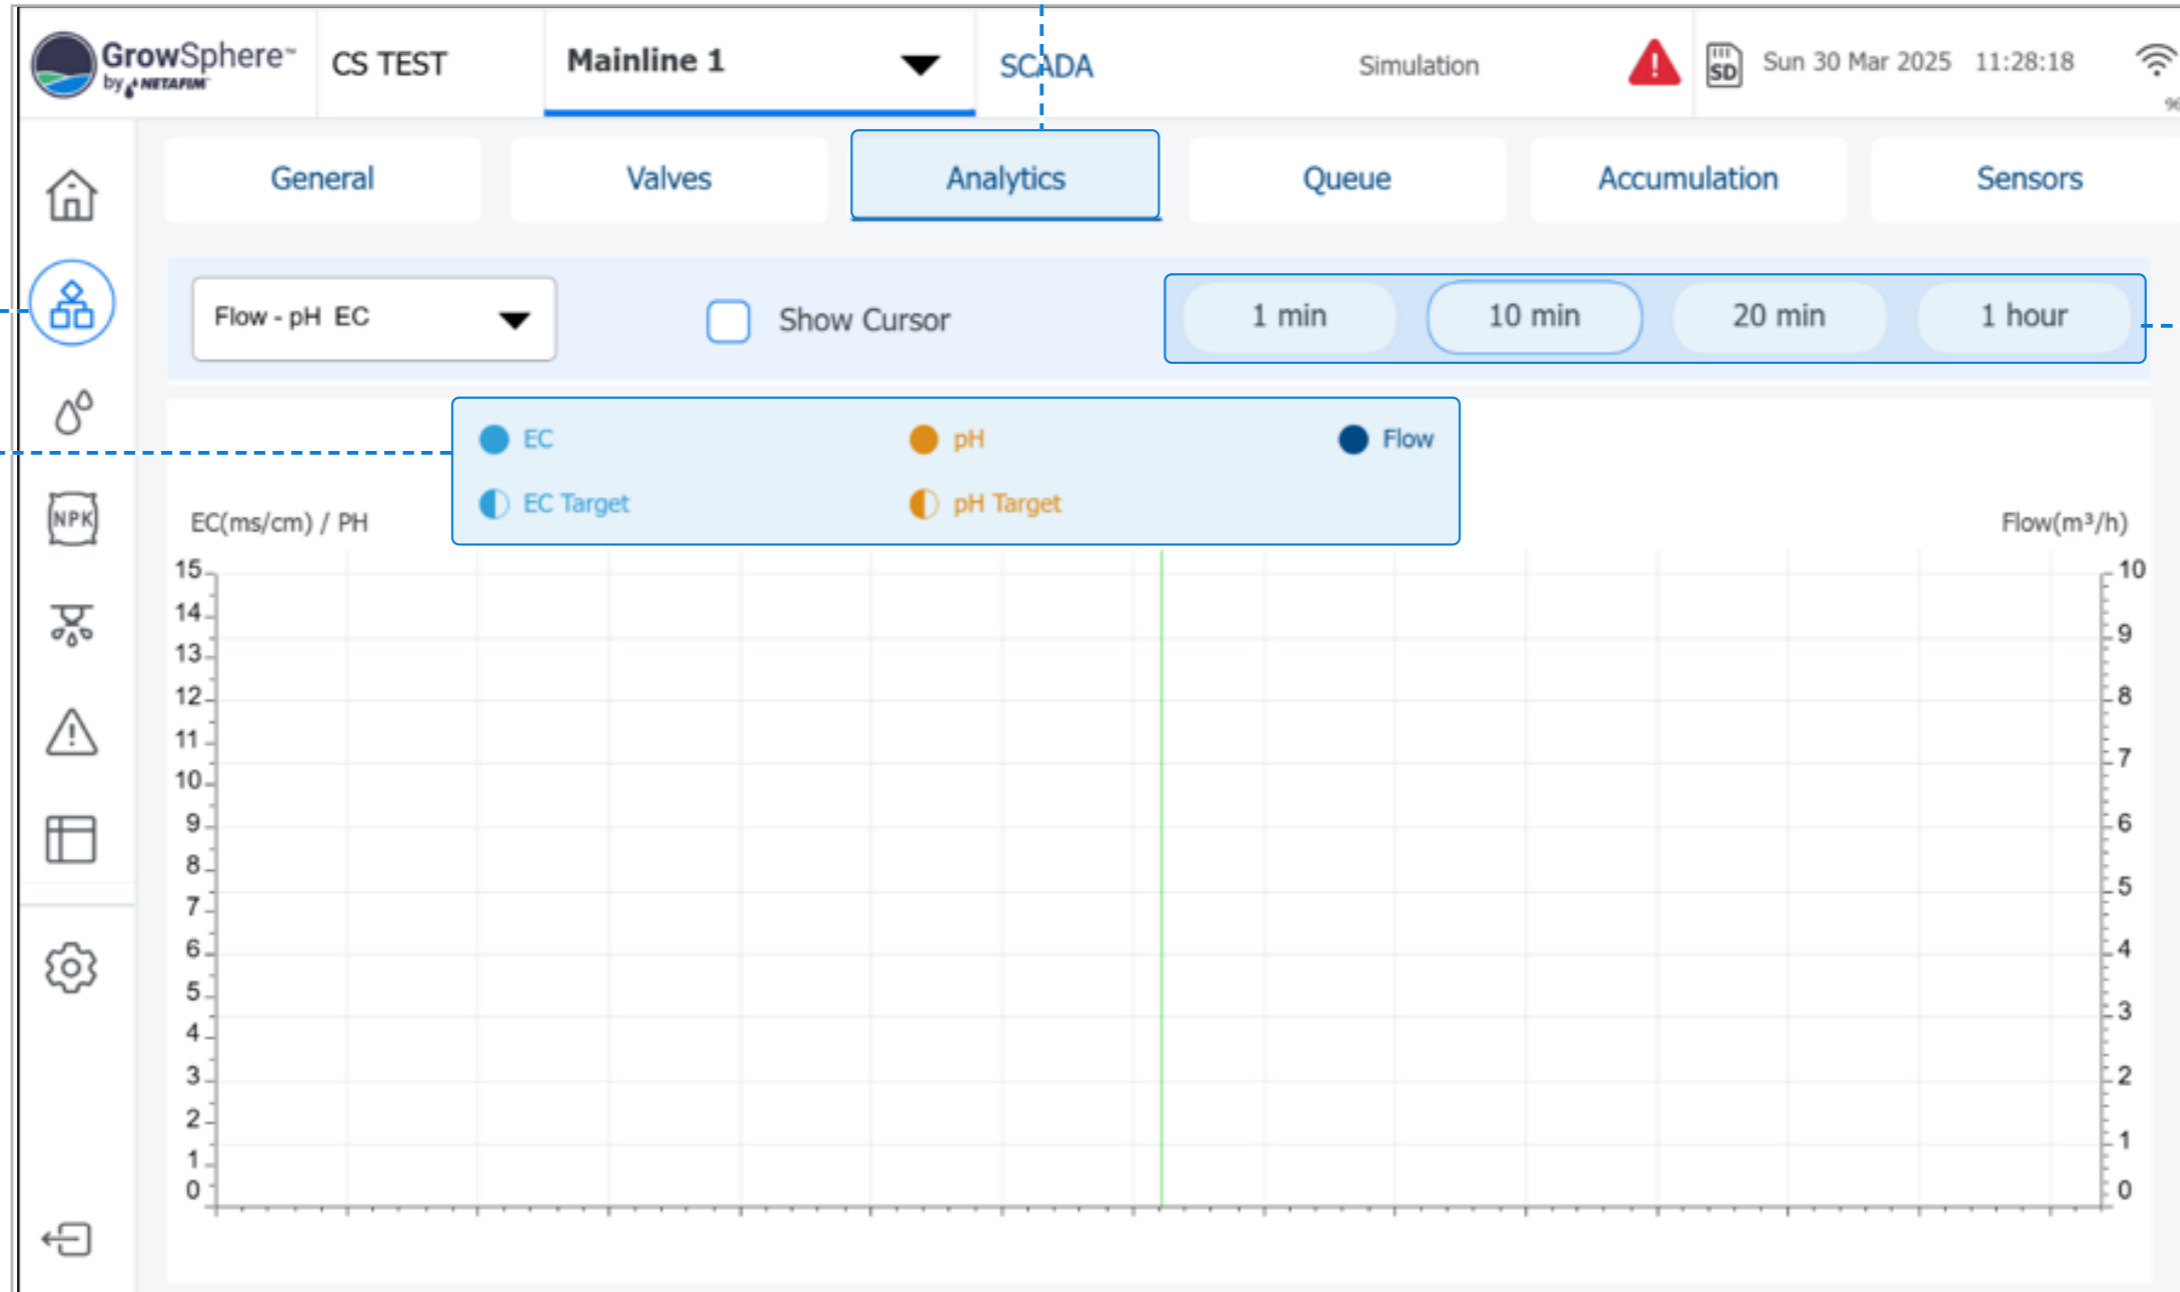 GrowSphere™
by NETAFIM™
CS TEST
Mainline 1
SCADA
Simulation
SD
Sun 30 Mar 2025 11:28:18
General
Valves
Analytics
Queue
Accumulation
Sensors
Flow - pH EC
Show Cursor
1 min
10 min
20 min
1 hour
EC
pH
Flow
EC Target
pH Target
NPK
EC(ms/cm) / PH
Flow(m³/h)
15
14
13
12
11
10
9
8
7
6
5
4
3
2
1
0
10
9
8
7
6
5
4
3
2
1
0